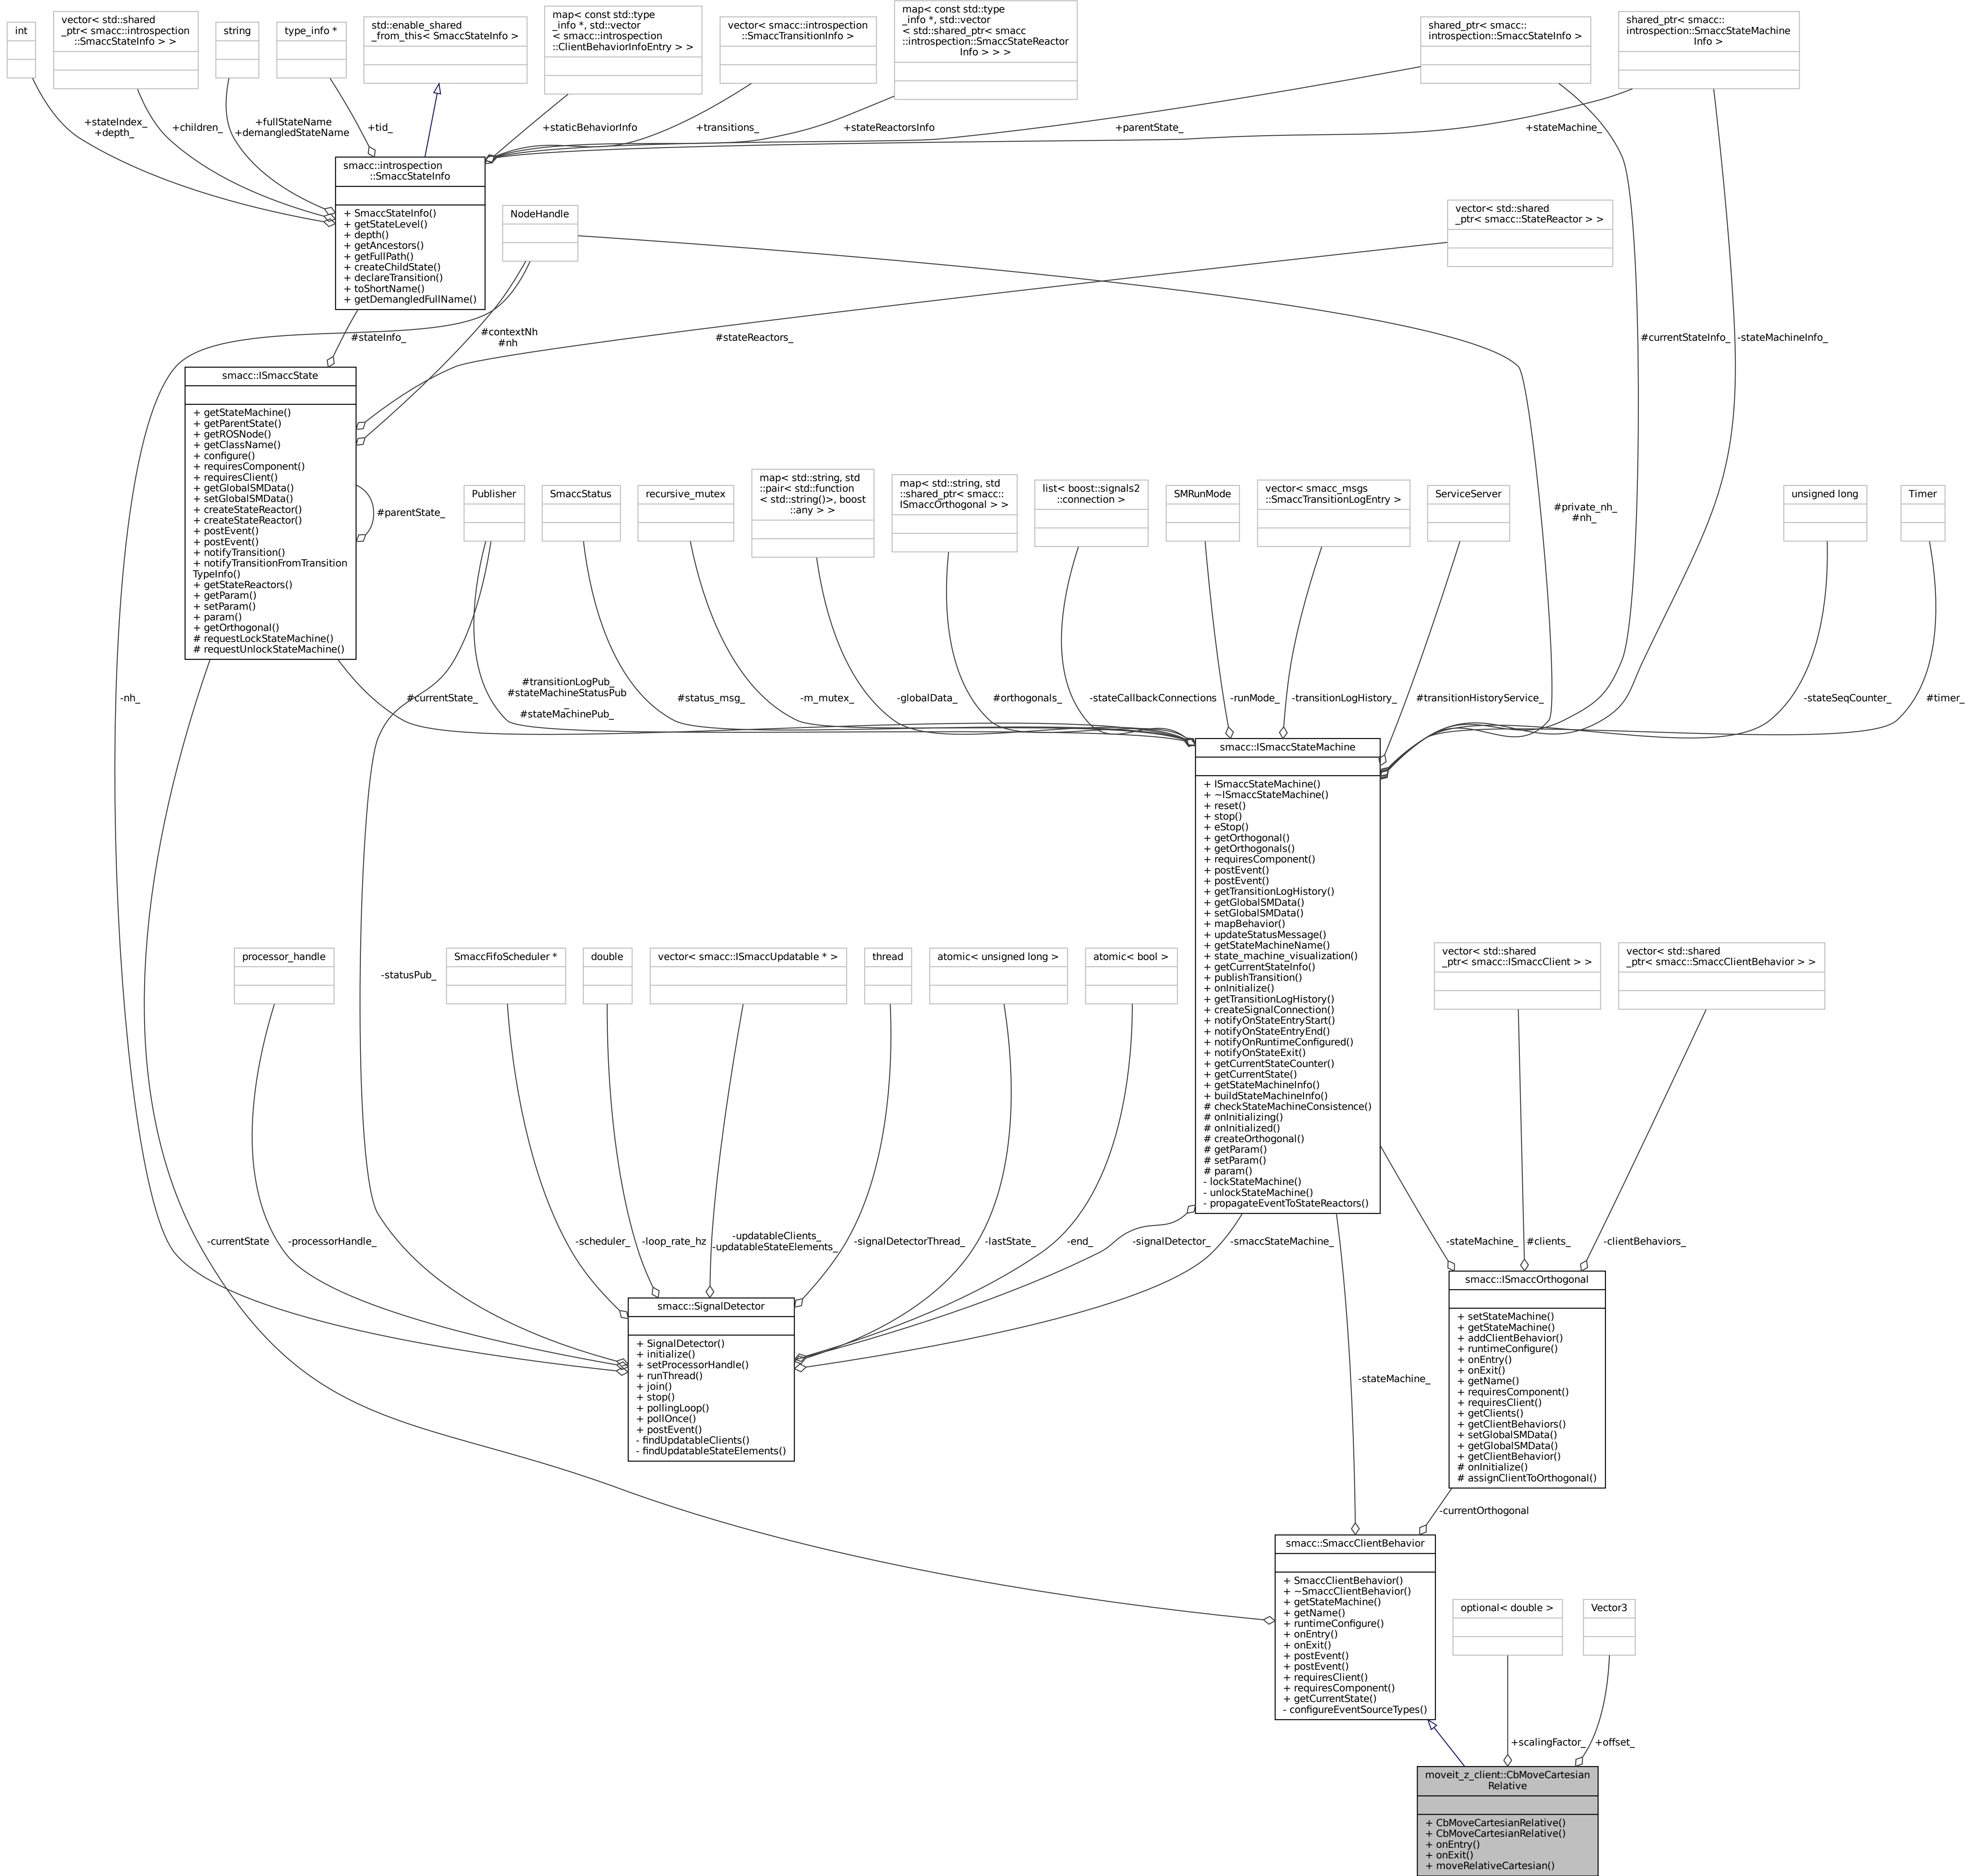 int
vector< std::shared
_ptr< smacc::introspection
::SmaccStateInfo > >
string
type_info *
std::enable_shared
_from_this< SmaccStateInfo >
map< const std::type
_info *, std::vector
< smacc::introspection
::ClientBehaviorInfoEntry > >
vector< smacc::introspection
::SmaccTransitionInfo >
map< const std::type
_info *, std::vector
< std::shared_ptr< smacc
::introspection::SmaccStateReactor
Info > > >
shared_ptr< smacc::
introspection::SmaccStateInfo >
shared_ptr< smacc::
introspection::SmaccStateMachine
Info >
+stateIndex_
+depth_
+children_
+fullStateName
+demangledStateName
+tid_
+staticBehaviorInfo
+transitions_
+stateReactorsInfo
+parentState_
+stateMachine_
smacc::introspection
::SmaccStateInfo
+ SmaccStateInfo()
+ getStateLevel()
+ depth()
+ getAncestors()
+ getFullPath()
+ createChildState()
+ declareTransition()
+ toShortName()
+ getDemangledFullName()
NodeHandle
vector< std::shared
_ptr< smacc::StateReactor > >
#stateInfo_
#contextNh
#nh
#stateReactors_
#currentStateInfo_
-stateMachineInfo_
smacc::ISmaccState
+ getStateMachine()
+ getParentState()
+ getROSNode()
+ getClassName()
+ configure()
+ requiresComponent()
+ requiresClient()
+ getGlobalSMData()
+ setGlobalSMData()
+ createStateReactor()
+ createStateReactor()
+ postEvent()
+ postEvent()
+ notifyTransition()
+ notifyTransitionFromTransition
TypeInfo()
+ getStateReactors()
+ getParam()
+ setParam()
+ param()
+ getOrthogonal()
# requestLockStateMachine()
# requestUnlockStateMachine()
#parentState_
Publisher
SmaccStatus
recursive_mutex
map< std::string, std
::pair< std::function
< std::string()>, boost
::any > >
map< std::string, std
::shared_ptr< smacc::
ISmaccOrthogonal > >
list< boost::signals2
::connection >
SMRunMode
vector< smacc_msgs
::SmaccTransitionLogEntry >
ServiceServer
#private_nh_
#nh_
unsigned long
Timer
-nh_
#currentState_
#transitionLogPub_
#stateMachineStatusPub
_
#stateMachinePub_
#status_msg_
-m_mutex_
-globalData_
#orthogonals_
-stateCallbackConnections
-runMode_
-transitionLogHistory_
#transitionHistoryService_
-stateSeqCounter_
#timer_
smacc::ISmaccStateMachine
+ ISmaccStateMachine()
+ ~ISmaccStateMachine()
+ reset()
+ stop()
+ eStop()
+ getOrthogonal()
+ getOrthogonals()
+ requiresComponent()
+ postEvent()
+ postEvent()
+ getTransitionLogHistory()
+ getGlobalSMData()
+ setGlobalSMData()
+ mapBehavior()
+ updateStatusMessage()
+ getStateMachineName()
+ state_machine_visualization()
+ getCurrentStateInfo()
+ publishTransition()
+ onInitialize()
+ getTransitionLogHistory()
+ createSignalConnection()
+ notifyOnStateEntryStart()
+ notifyOnStateEntryEnd()
+ notifyOnRuntimeConfigured()
+ notifyOnStateExit()
+ getCurrentStateCounter()
+ getCurrentState()
+ getStateMachineInfo()
+ buildStateMachineInfo()
# checkStateMachineConsistence()
# onInitializing()
# onInitialized()
# createOrthogonal()
# getParam()
# setParam()
# param()
- lockStateMachine()
- unlockStateMachine()
- propagateEventToStateReactors()
processor_handle
-statusPub_
SmaccFifoScheduler *
double
vector< smacc::ISmaccUpdatable * >
thread
atomic< unsigned long >
atomic< bool >
vector< std::shared
_ptr< smacc::ISmaccClient > >
vector< std::shared
_ptr< smacc::SmaccClientBehavior > >
-currentState
-processorHandle_
-scheduler_
-loop_rate_hz
-updatableClients_
-updatableStateElements_
-signalDetectorThread_
-lastState_
-end_
-signalDetector_
-smaccStateMachine_
-stateMachine_
#clients_
-clientBehaviors_
smacc::SignalDetector
+ SignalDetector()
+ initialize()
+ setProcessorHandle()
+ runThread()
+ join()
+ stop()
+ pollingLoop()
+ pollOnce()
+ postEvent()
- findUpdatableClients()
- findUpdatableStateElements()
-stateMachine_
smacc::ISmaccOrthogonal
+ setStateMachine()
+ getStateMachine()
+ addClientBehavior()
+ runtimeConfigure()
+ onEntry()
+ onExit()
+ getName()
+ requiresComponent()
+ requiresClient()
+ getClients()
+ getClientBehaviors()
+ setGlobalSMData()
+ getGlobalSMData()
+ getClientBehavior()
# onInitialize()
# assignClientToOrthogonal()
-currentOrthogonal
smacc::SmaccClientBehavior
+ SmaccClientBehavior()
+ ~SmaccClientBehavior()
+ getStateMachine()
+ getName()
+ runtimeConfigure()
+ onEntry()
+ onExit()
+ postEvent()
+ postEvent()
+ requiresClient()
+ requiresComponent()
+ getCurrentState()
- configureEventSourceTypes()
optional< double >
Vector3
+scalingFactor_
+offset_
moveit_z_client::CbMoveCartesian
Relative
+ CbMoveCartesianRelative()
+ CbMoveCartesianRelative()
+ onEntry()
+ onExit()
+ moveRelativeCartesian()